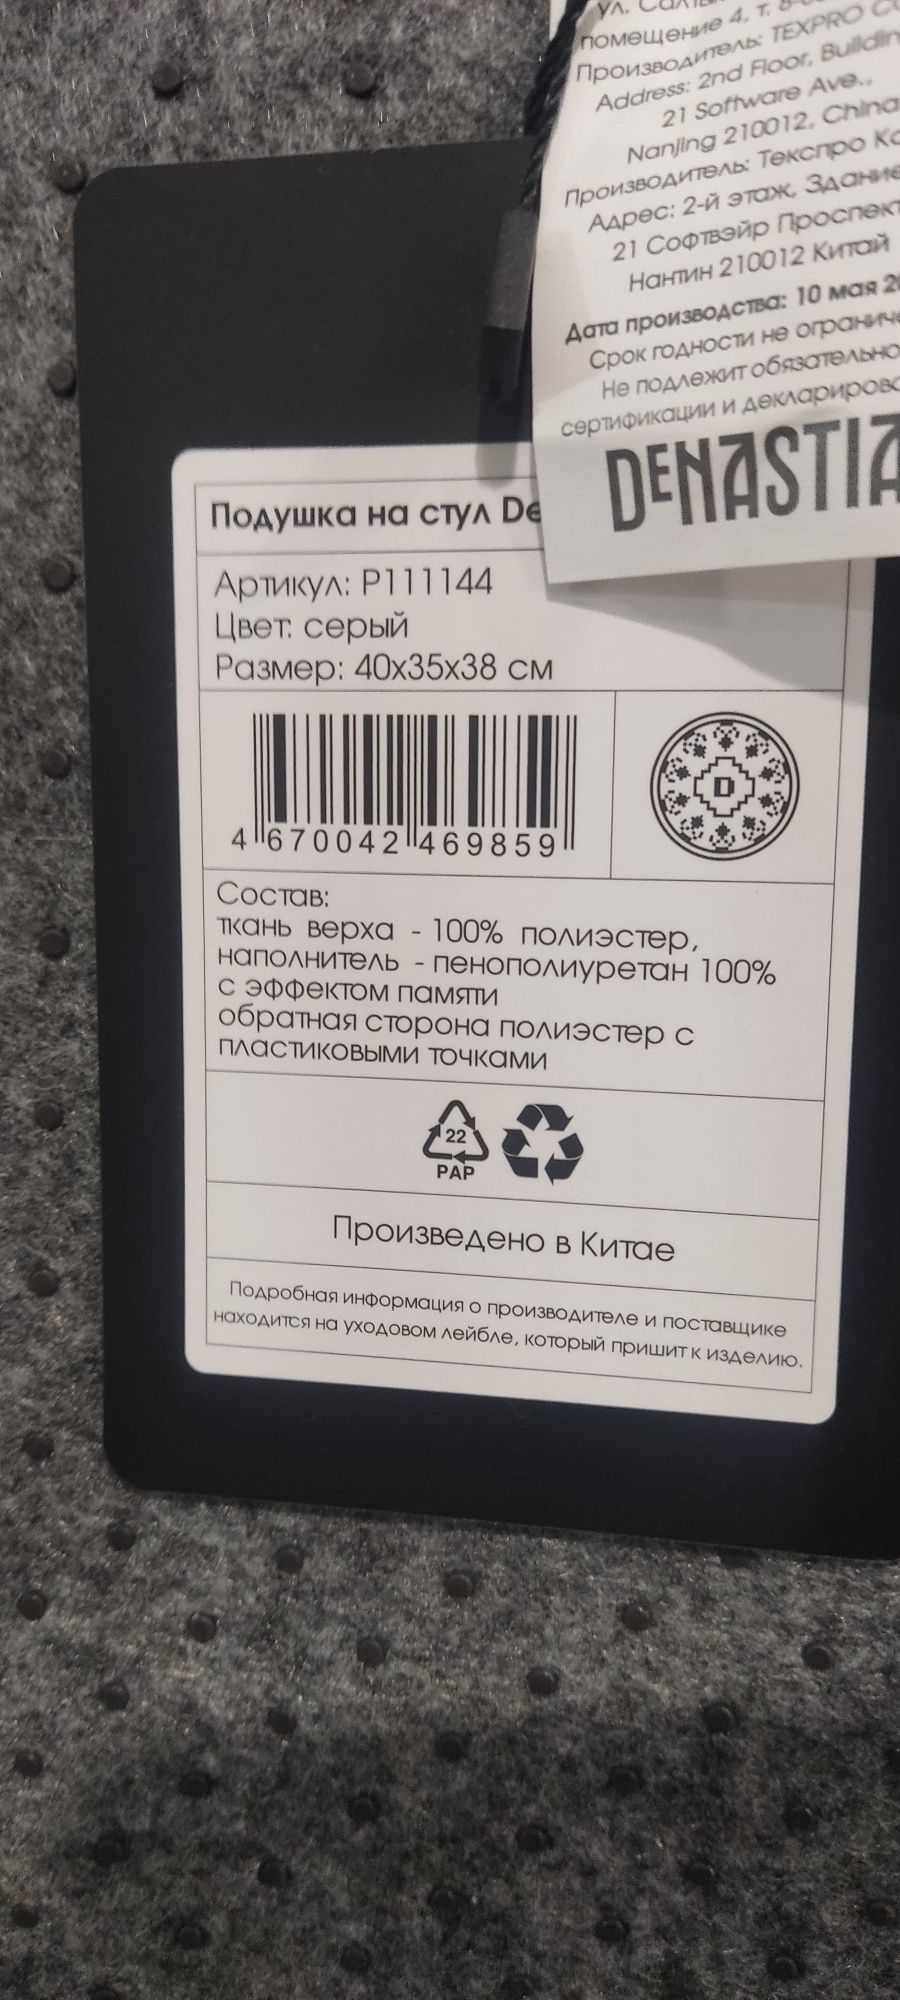 ул.
помещение 4, т.
Производитель: TEXPRO
Address: 2nd Floor,
21 Software Ave.,
Nanjing 210012, China
Производитель: Текспро
Адрес: 2-й этаж, Здание
21 Софтвэйр Проспект
Нантин 210012 Китай
Дата производства: 10 мая
Срок годности не
Не подлежит
сертификации и
DENASTIA
Подушка на стул De
Артикул: P111144
Цвет: серый
Размер: 40x35x38 см
4 670042 469859
D
Состав:
ткань верха - 100% полиэстер,
наполнитель - пенополиуретан 100%
с эффектом памяти
обратная сторона полиэстер с
пластиковыми точками
22
PAP
Произведено в Китае
Подробная информация о производителе и поставщике
находится на уходовом лейбле, который пришит к изделию.